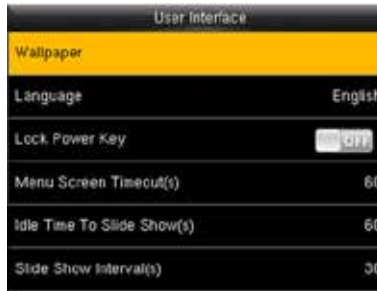 User Interface
Wallpaper
Language English
Lock Power Key OFF
Menu Screen Timeout(s) 60
Idle Time To Slide Show(s) 60
Slide Show Interval(s) 30